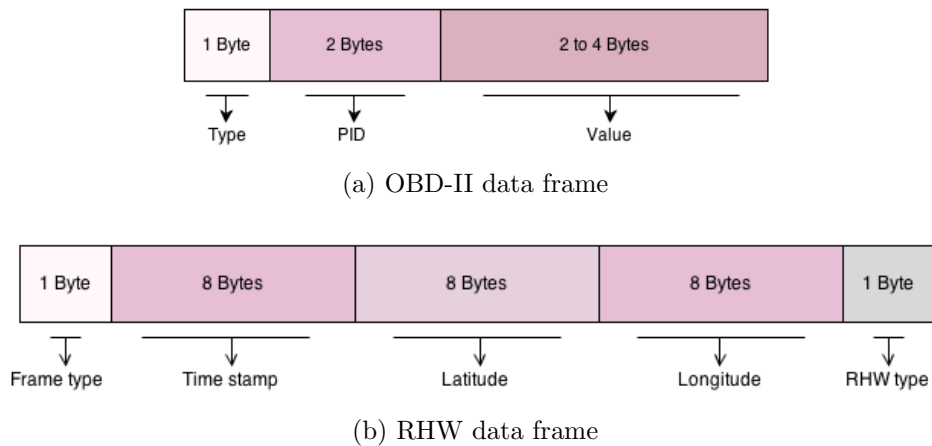 1 Byte 2 Bytes 2 to 4 Bytes
Type PID Value
(a) OBD-II data frame
1 Byte 8 Bytes 8 Bytes 8 Bytes 1 Byte
Frame type Time stamp Latitude Longitude RHW type
(b) RHW data frame